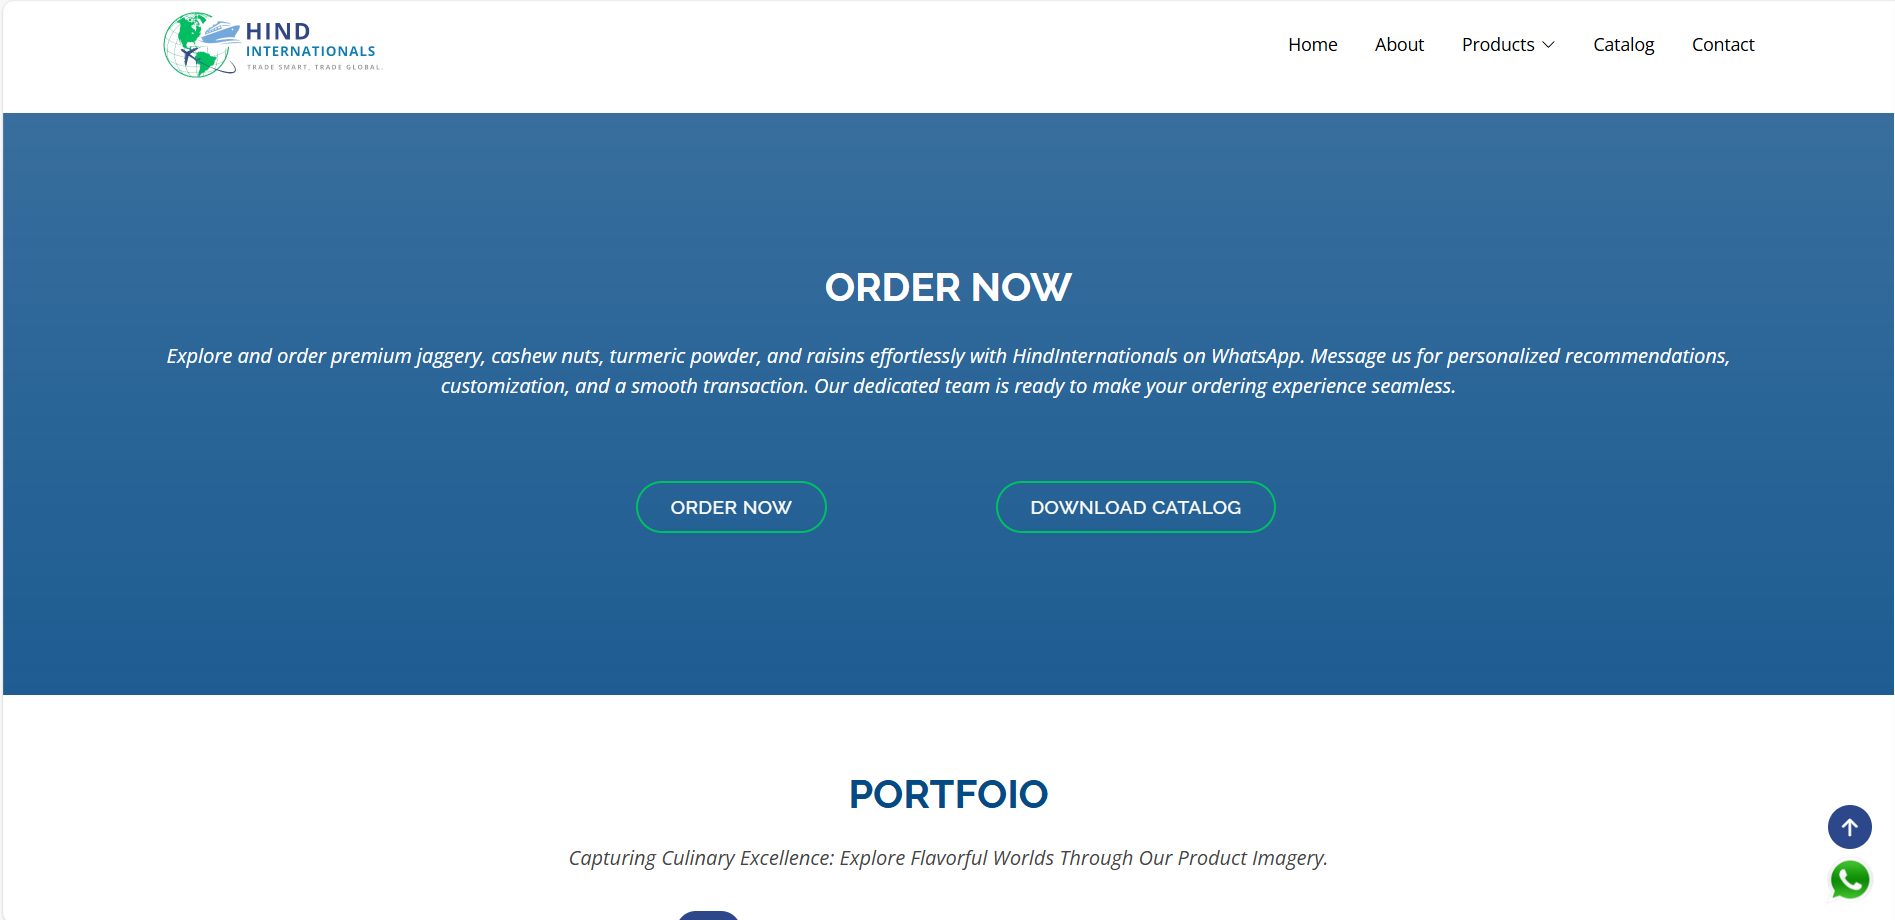 HIND
INTERNATIONALS
TRADE SMART, TRADE GLOBAL.
Home About Products Catalog Contact
ORDER NOW
Explore and order premium jaggery, cashew nuts, turmeric powder, and raisins effortlessly with HindInternationals on WhatsApp. Message us for personalized recommendations,
customization, and a smooth transaction. Our dedicated team is ready to make your ordering experience seamless.
ORDER NOW DOWNLOAD CATALOG
PORTFOIO
Capturing Culinary Excellence: Explore Flavorful Worlds Through Our Product Imagery.